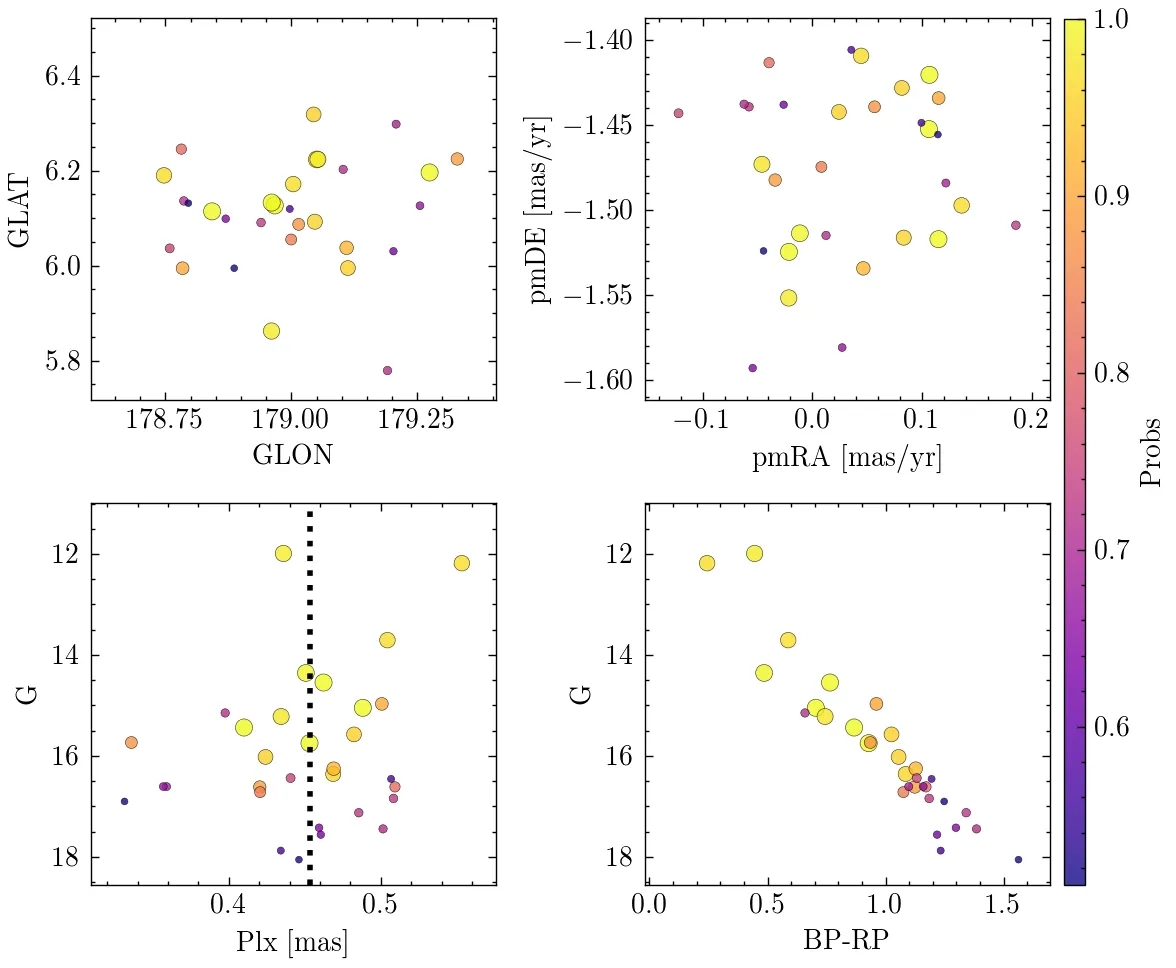 6.4
6.2
6.0
5.8
GLAT
178.75 179.00 179.25
GLON
−1.40
−1.45
−1.50
−1.55
−1.60
pmDE [mas/yr]
−0.1 0.0 0.1 0.2
pmRA [mas/yr]
1.0
0.9
0.8
0.7
0.6
Probs
12
14
16
18
G
0.4 0.5
Plx [mas]
12
14
16
18
G
0.0 0.5 1.0 1.5
BP-RP